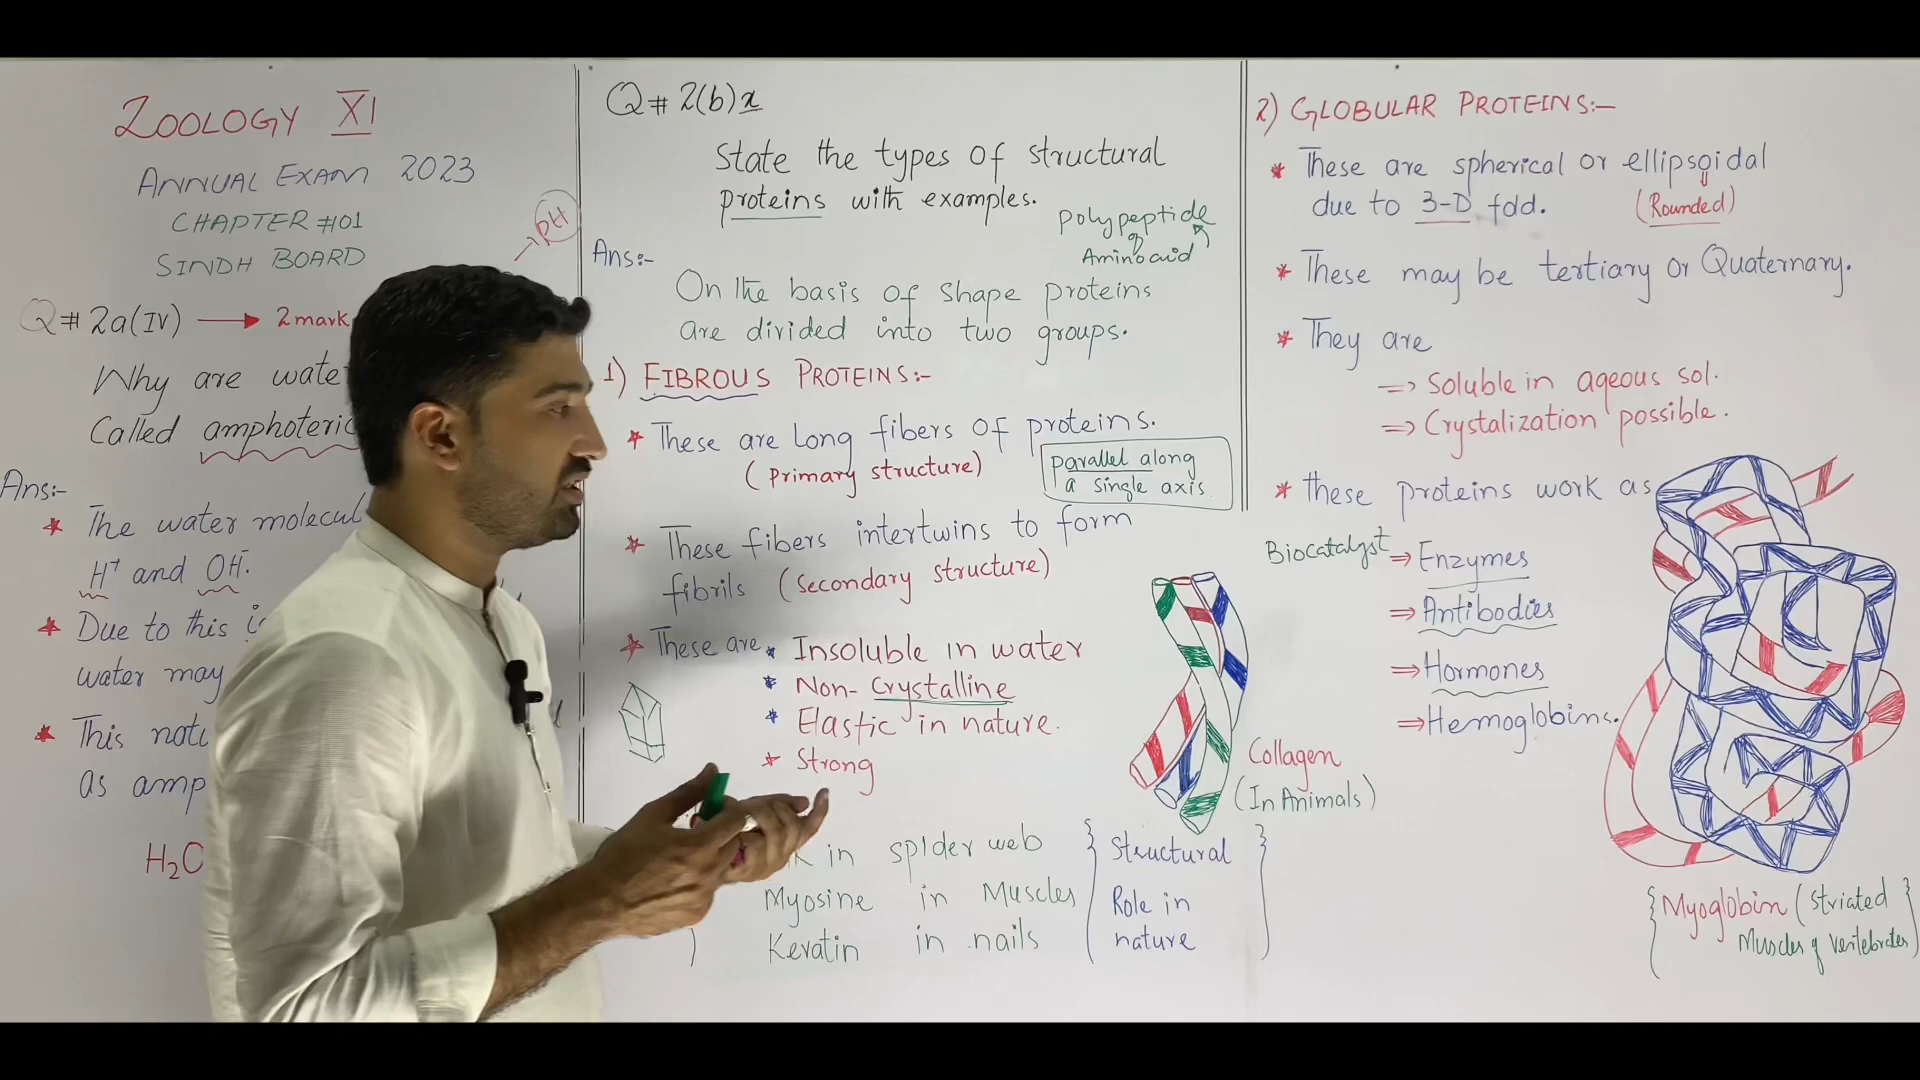 ZOOLOGY XI
ANNUAL EXAM 2023
CHAPTER #01
SINDH BOARD
pH
Q# 2a(IV) → 2 mark
Why are
Called amphoteric
Ans:-
* The water
H⁺ and OH⁻.
* Due to this
water may
* This
as
H₂O
Q# 2(b)x
State the types of structural
proteins with examples.
polypeptide
of
Aminoacid
Ans:-
On the basis of shape proteins
are divided into two groups.
1) FIBROUS PROTEINS:-
* These are Long fibers of proteins.
(primary structure)
parallel along
a single axis
* These fibers intertwins to form
fibrils (secondary structure)
* These are
* Insoluble in water
* Non-Crystalline
* Elastic in nature.
* Strong
Collagen
(In Animals)
in spider web
Myosine in Muscles
Keratin in nails
Structural
Role in
nature
2) GLOBULAR PROTEINS:-
* These are spherical or ellipsoidal
due to 3-D fold. (Rounded)
* These may be tertiary or Quaternary.
* They are
=> Soluble in aqeous sol.
=> Crystalization possible.
* These proteins work as
Biocatalyst => Enzymes
=> Antibodies
=> Hormones
=> Hemoglobins.
{ Myoglobin (striated
Muscles of vertebrates }